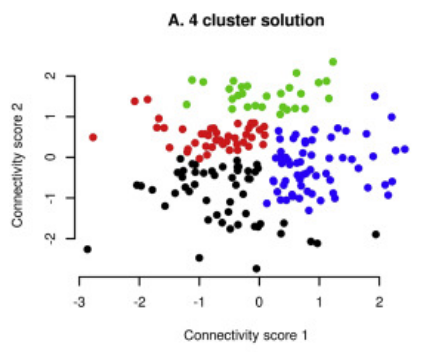 A. 4 cluster solution
Connectivity score 2
2
1
0
-1
-2
-3 -2 -1 0 1 2
Connectivity score 1